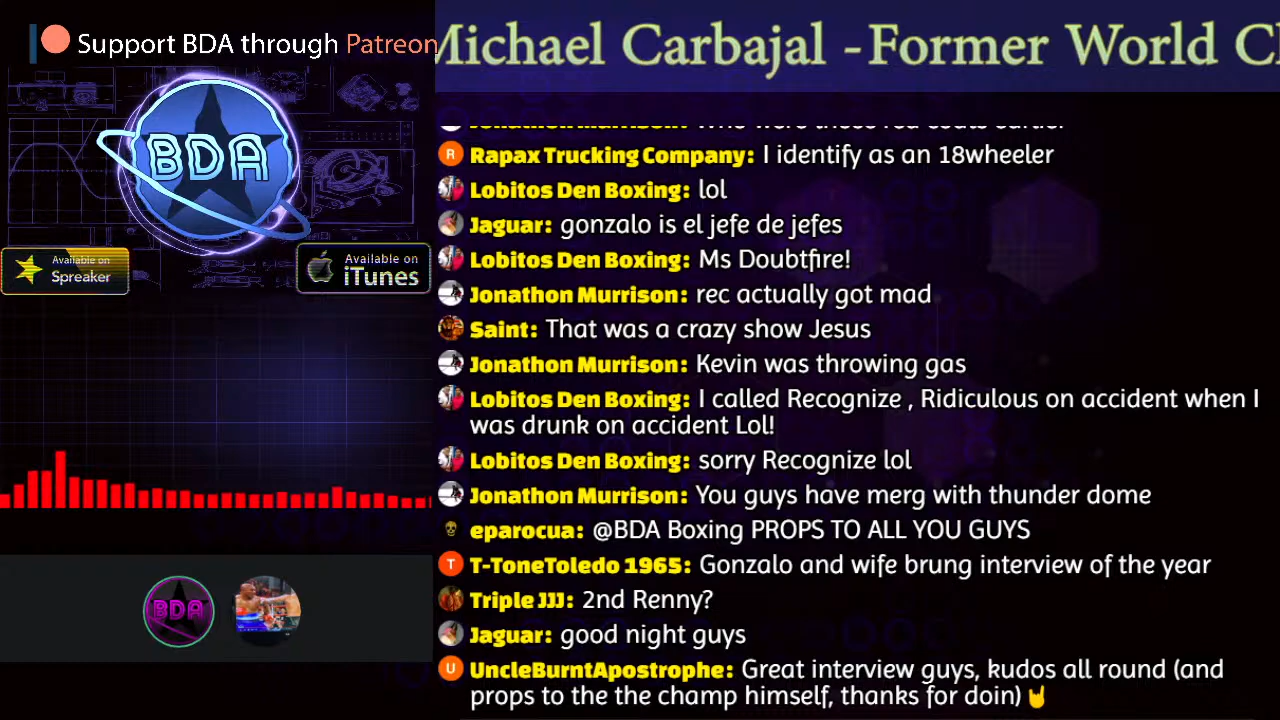 Support BDA through Patreon
BDA
Available on
Spreaker
Available on
iTunes
BDA
Michael Carbajal -Former World C
Rapax Trucking Company: I identify as an 18wheeler
Lobitos Den Boxing: lol
Jaguar: gonzalo is el jefe de jefes
Lobitos Den Boxing: Ms Doubtfire!
Jonathon Murrison: rec actually got mad
Saint: That was a crazy show Jesus
Jonathon Murrison: Kevin was throwing gas
Lobitos Den Boxing: I called Recognize , Ridiculous on accident when I
was drunk on accident Lol!
Lobitos Den Boxing: sorry Recognize lol
Jonathon Murrison: You guys have merg with thunder dome
eparocua: @BDA Boxing PROPS TO ALL YOU GUYS
T-ToneToledo 1965: Gonzalo and wife brung interview of the year
Triple JJJ: 2nd Renny?
Jaguar: good night guys
UncleBurntApostrophe: Great interview guys, kudos all round (and
props to the the champ himself, thanks for doin)🤘